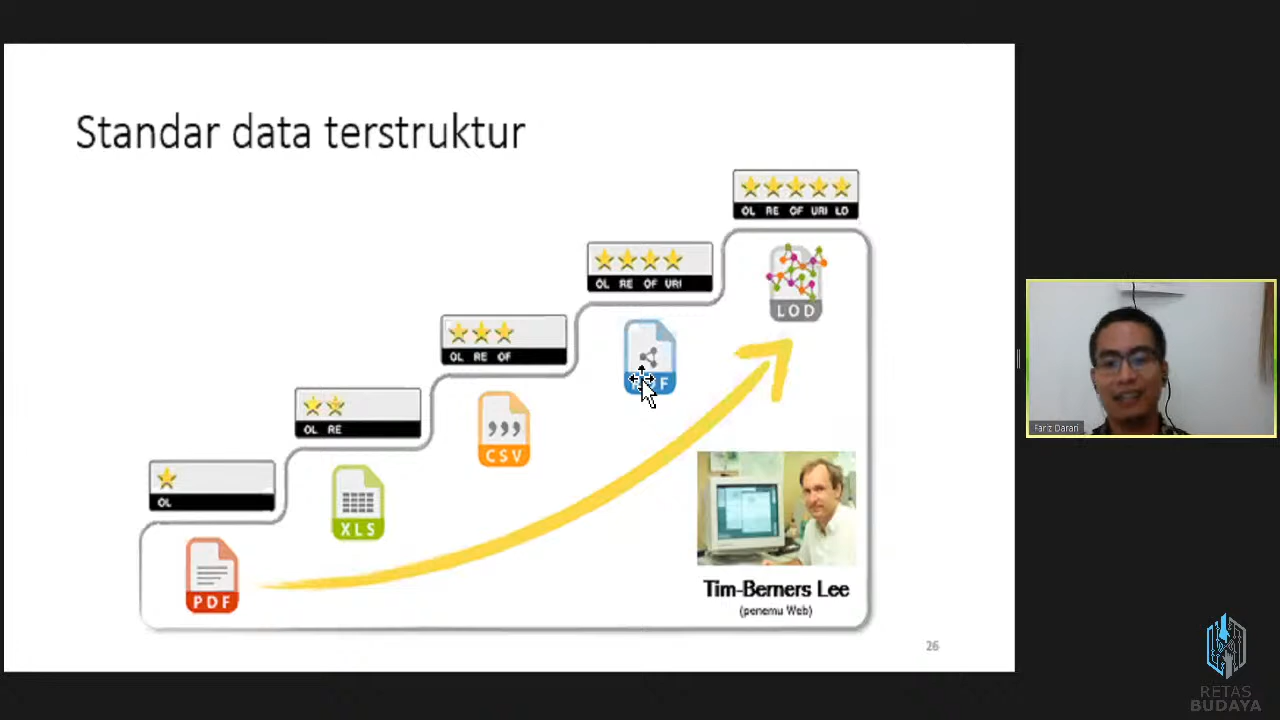 Standar data terstruktur
★★★★★
OL RE OF URI LO
★★★★
OL RE OF URI
LOD
★★★
OL RE OF
★★
OL RE
CSV
★
OL
XLS
PDF
Tim-Berners Lee
(penemu Web)
26
Fariz Darari
RETAS
BUDAYA